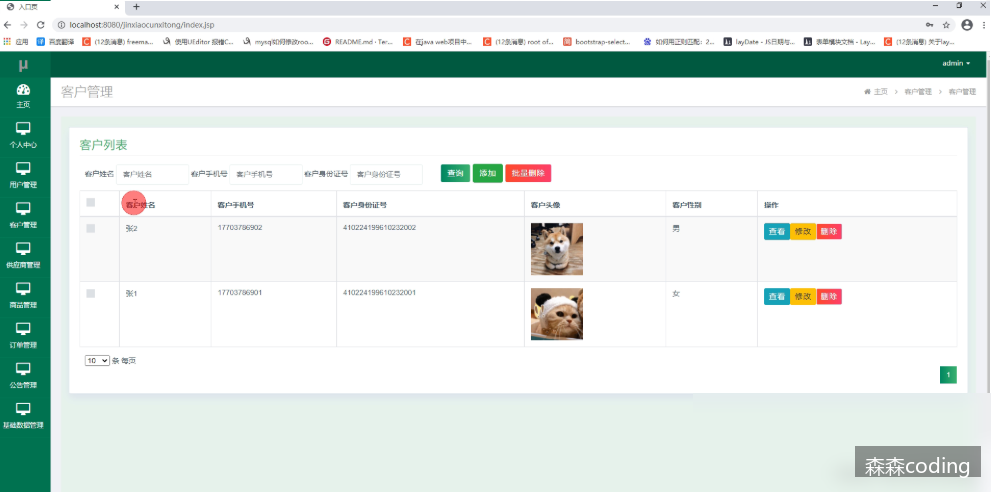 入口页
localhost:8080/jinxiaocunxitong/index.jsp
应用 百度翻译 (12条消息) freema... 使用UEditor 报错C... mysql如何修改roo... README.md · Ter... 在java web项目中... (12条消息) root of... bootstrap-select... 如何用正则匹配：2... layDate - JS日期与... 表单模块文档 - Lay... (12条消息) 关于lay...
μ admin
客户管理 主页 > 客户管理 > 客户管理
主页
个人中心
用户管理
客户管理
供应商管理
商品管理
订单管理
公告管理
基础数据管理
客户列表
客户姓名 客户姓名 客户手机号 客户手机号 客户身份证号 客户身份证号 查询 添加 批量删除
客户姓名 客户手机号 客户身份证号 客户头像 客户性别 操作
张2 17703786902 410224199610232002 男 查看 修改 删除
张1 17703786901 410224199610232001 女 查看 修改 删除
10 条 每页
1
森森coding